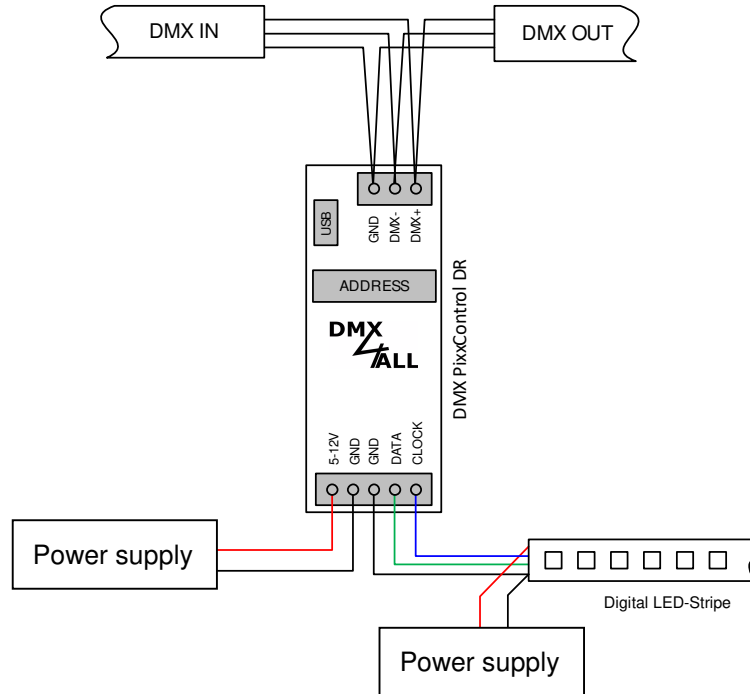 DMX IN
DMX OUT
USB
GND
DMX-
DMX+
ADDRESS
DMX PixxControl DR
DMX
4
ALL
5-12V
GND
GND
DATA
CLOCK
Power supply
Digital LED-Stripe
Power supply